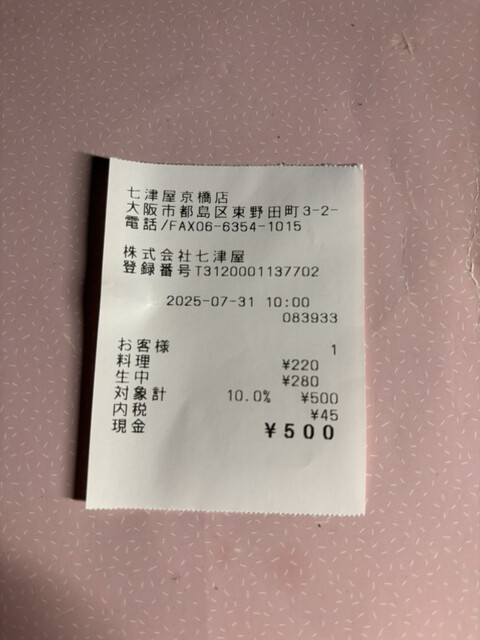 七津屋京橋店
大阪市都島区東野田町3-2-
電話/FAX06-6354-1015
株式会社七津屋
登録番号T3120001137702
2025-07-31 10:00
083933
お客様 1
料理 ¥220
生中 ¥280
対象計 10.0% ¥500
内税 ¥45
現金 ¥500